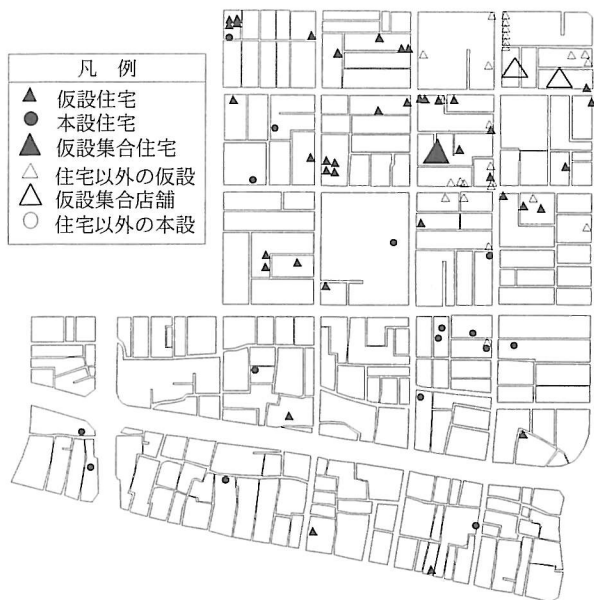 凡 例
仮設住宅
本設住宅
仮設集合住宅
住宅以外の仮設
仮設集合店舗
住宅以外の本設